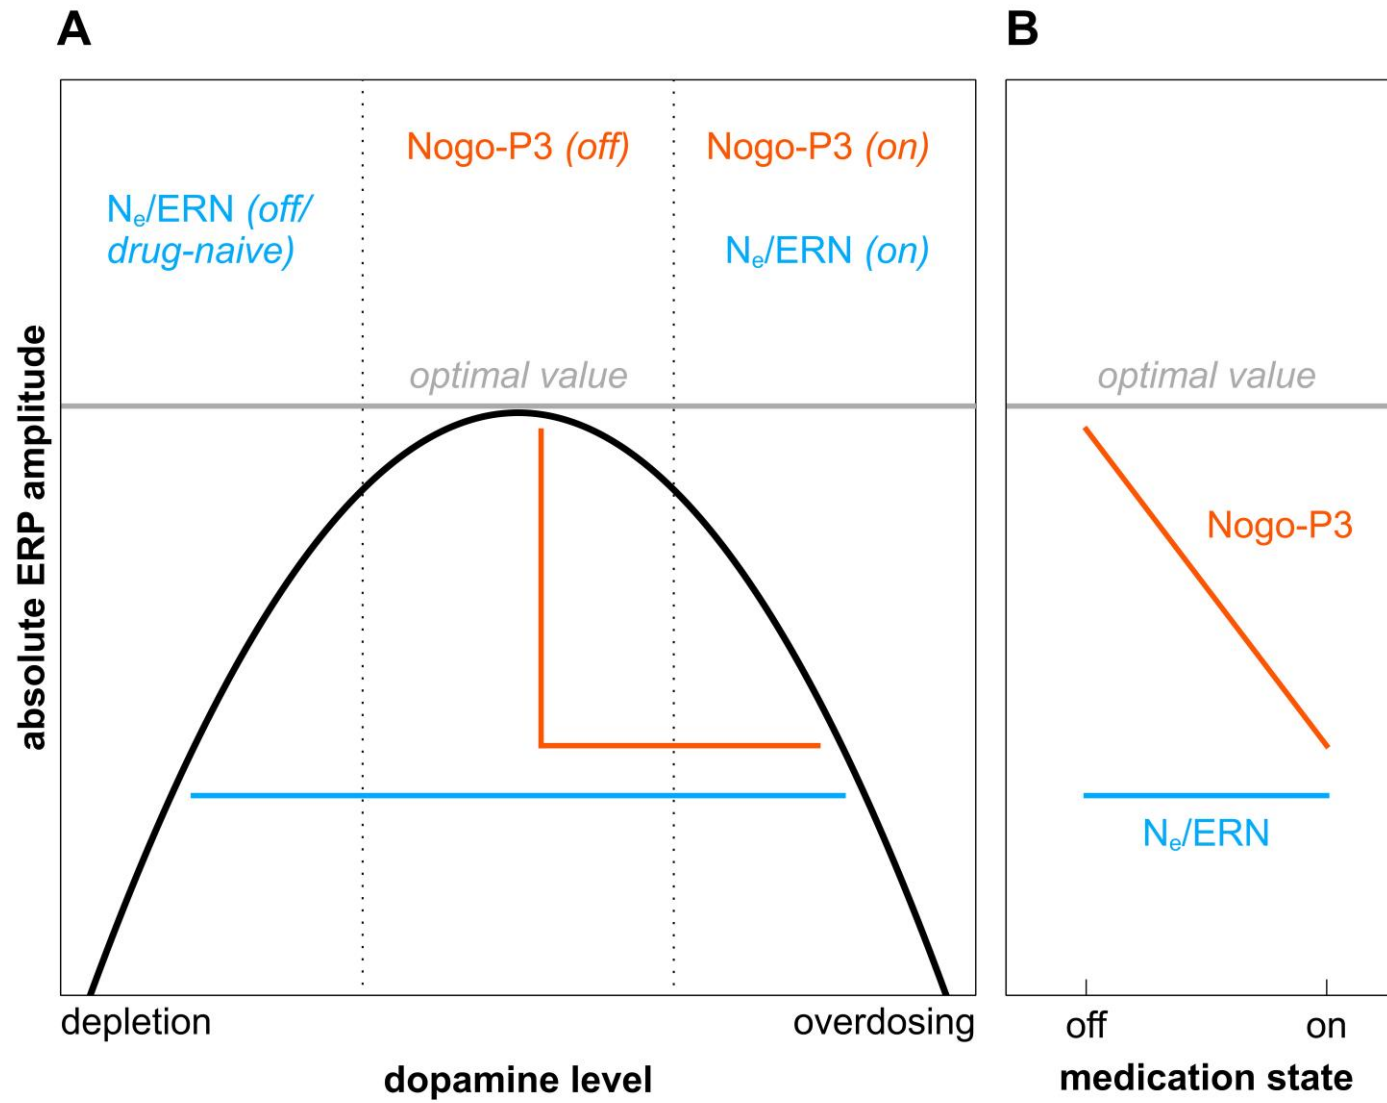 A
Nogo-P3 (off)
Nogo-P3 (on)
Ne/ERN (off/
drug-naive)
Ne/ERN (on)
optimal value
absolute ERP amplitude
depletion
overdosing
dopamine level
B
optimal value
Nogo-P3
Ne/ERN
off
on
medication state